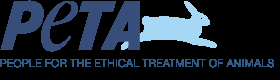 PeTA
PEOPLE FOR THE ETHICAL TREATMENT OF ANIMALS